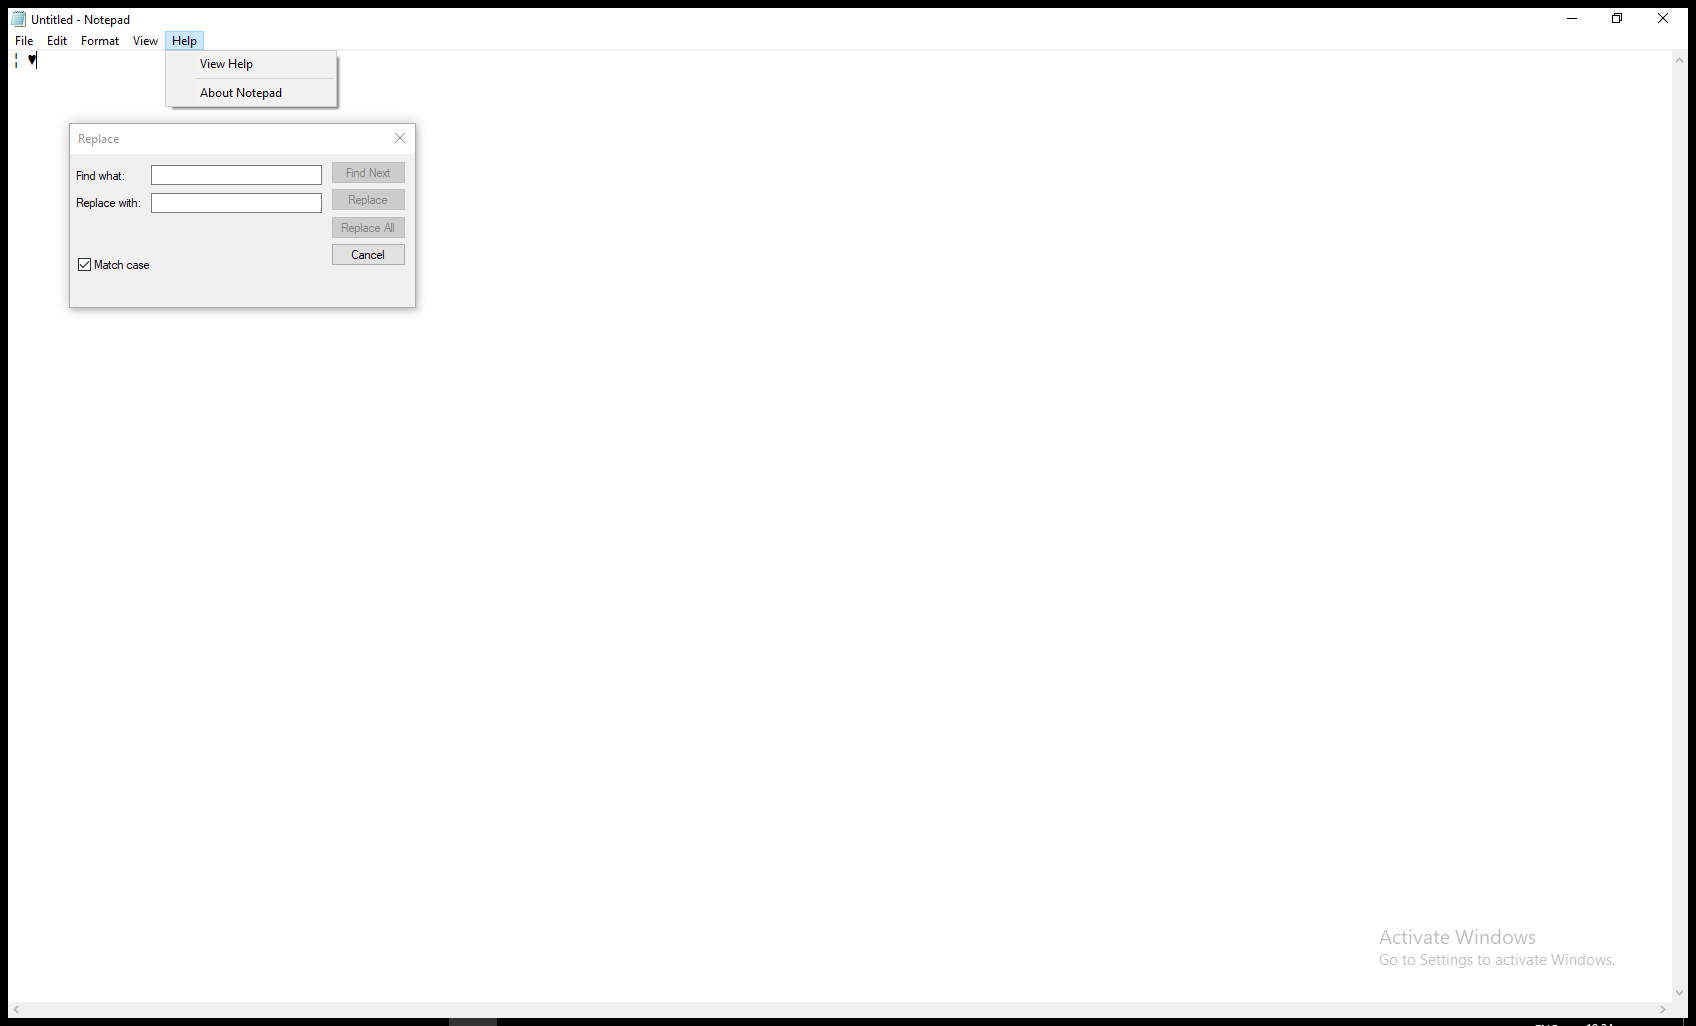 Untitled - Notepad
File Edit Format View Help
¦ ♥
View Help
About Notepad
Replace
Find what:
Find Next
Replace with:
Replace
Replace All
Cancel
Match case
Activate Windows
Go to Settings to activate Windows.